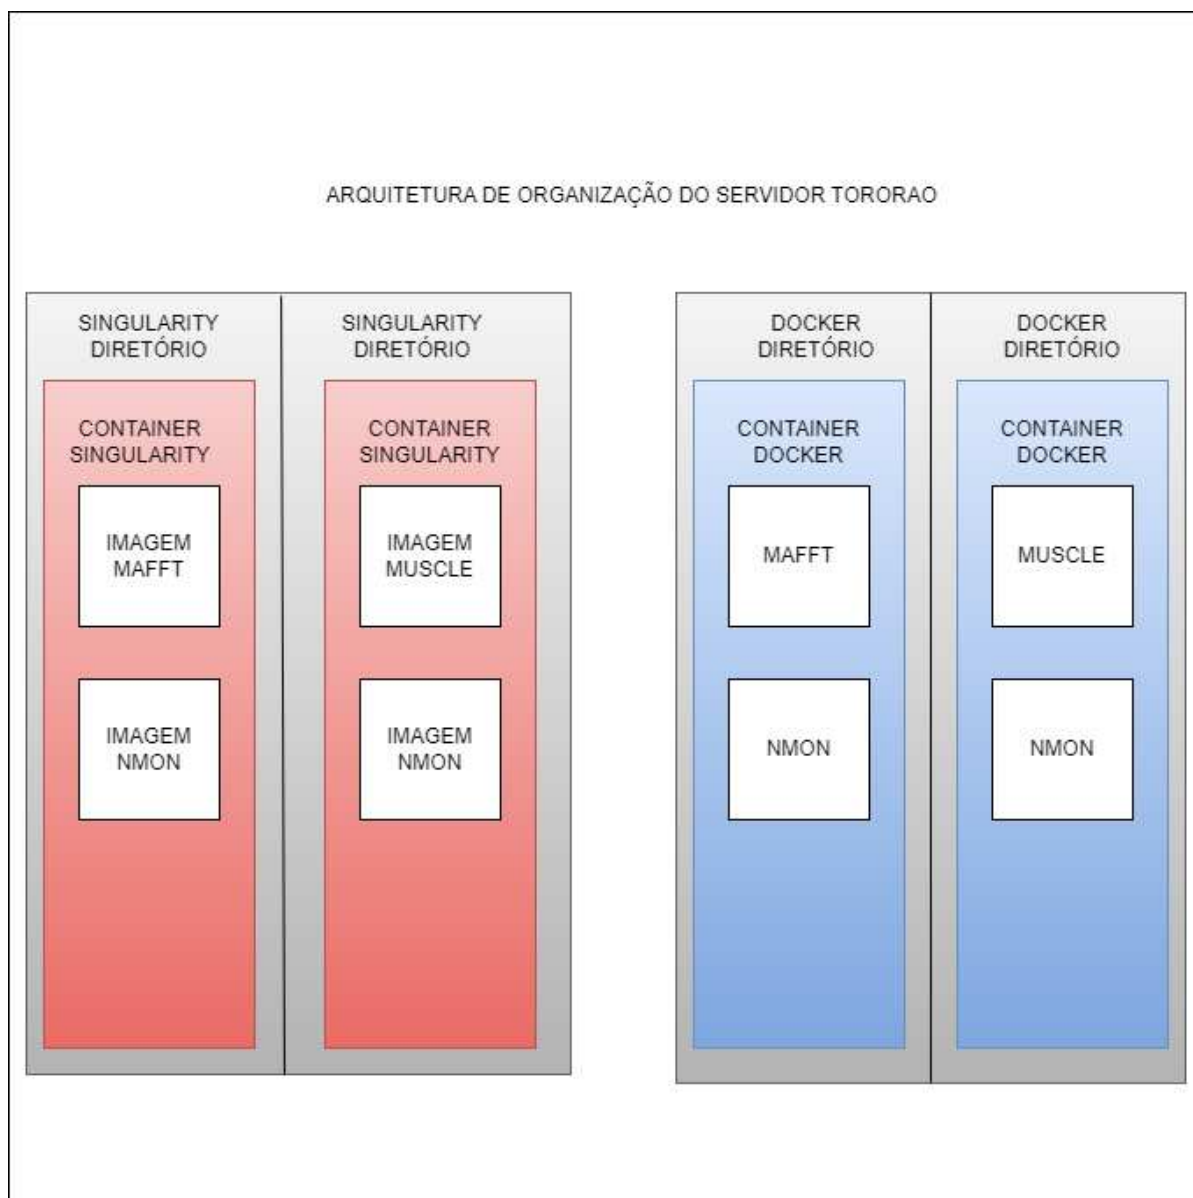 ARQUITETURA DE ORGANIZAÇÃO DO SERVIDOR TORORAO
SINGULARITY
DIRETÓRIO
CONTAINER
SINGULARITY
IMAGEM
MAFFT
IMAGEM
NMON
SINGULARITY
DIRETÓRIO
CONTAINER
SINGULARITY
IMAGEM
MUSCLE
IMAGEM
NMON
DOCKER
DIRETÓRIO
CONTAINER
DOCKER
MAFFT
NMON
DOCKER
DIRETÓRIO
CONTAINER
DOCKER
MUSCLE
NMON